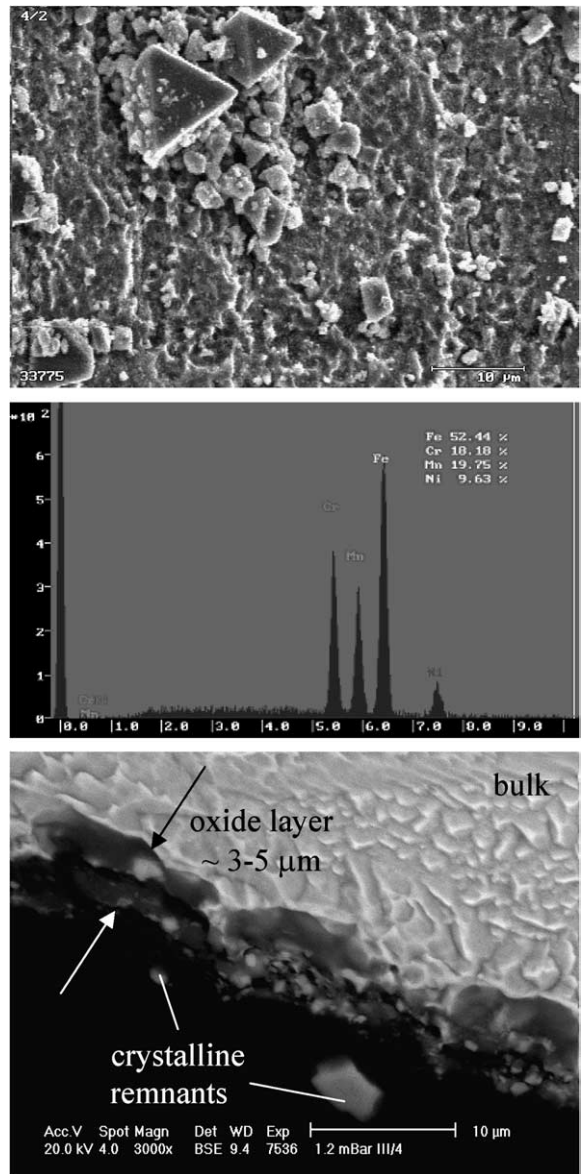 4/2
33775
10 µm
*10 2
Fe 52.44 %
Cr 18.18 %
Mn 19.75 %
Ni 9.63 %
Fe
Cr
Mn
Ni
6
5
4
3
2
1
0
Mn
0.0 1.0 2.0 3.0 4.0 5.0 6.0 7.0 8.0 9.0
bulk
oxide layer
~ 3-5 µm
crystalline
remnants
Acc.V Spot Magn Det WD Exp
20.0 kV 4.0 3000x BSE 9.4 7536 1.2 mBar III/4
10 µm